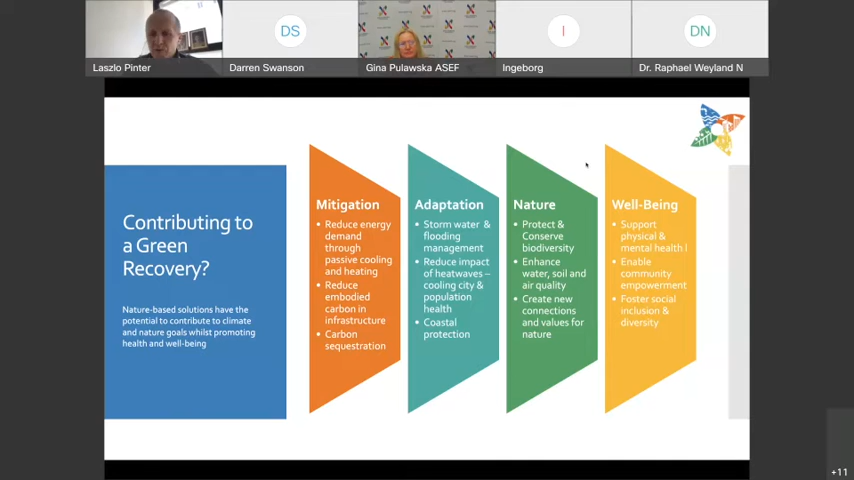 DS
I
DN
Laszlo Pinter
Darren Swanson
Gina Pulawska ASEF
Ingeborg
Dr. Raphael Weyland N
Contributing to
a Green
Recovery?
Nature-based solutions have the
potential to contribute to climate
and nature goals whilst promoting
health and well-being
Mitigation
• Reduce energy
demand
through
passive cooling
and heating
• Reduce
embodied
carbon in
infrastructure
• Carbon
sequestration
Adaptation
• Storm water &
flooding
management
• Reduce impact
of heatwaves –
cooling city &
population
health
• Coastal
protection
Nature
• Protect &
Conserve
biodiversity
• Enhance
water, soil and
air quality
• Create new
connections
and values for
nature
Well-Being
• Support
physical &
mental health l
• Enable
community
empowerment
• Foster social
inclusion &
diversity
+11